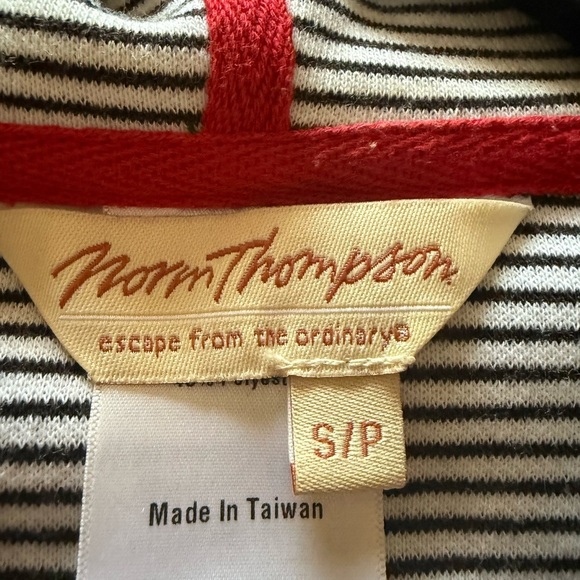 Norm Thompson
escape from the ordinary®
S/P
Made In Taiwan